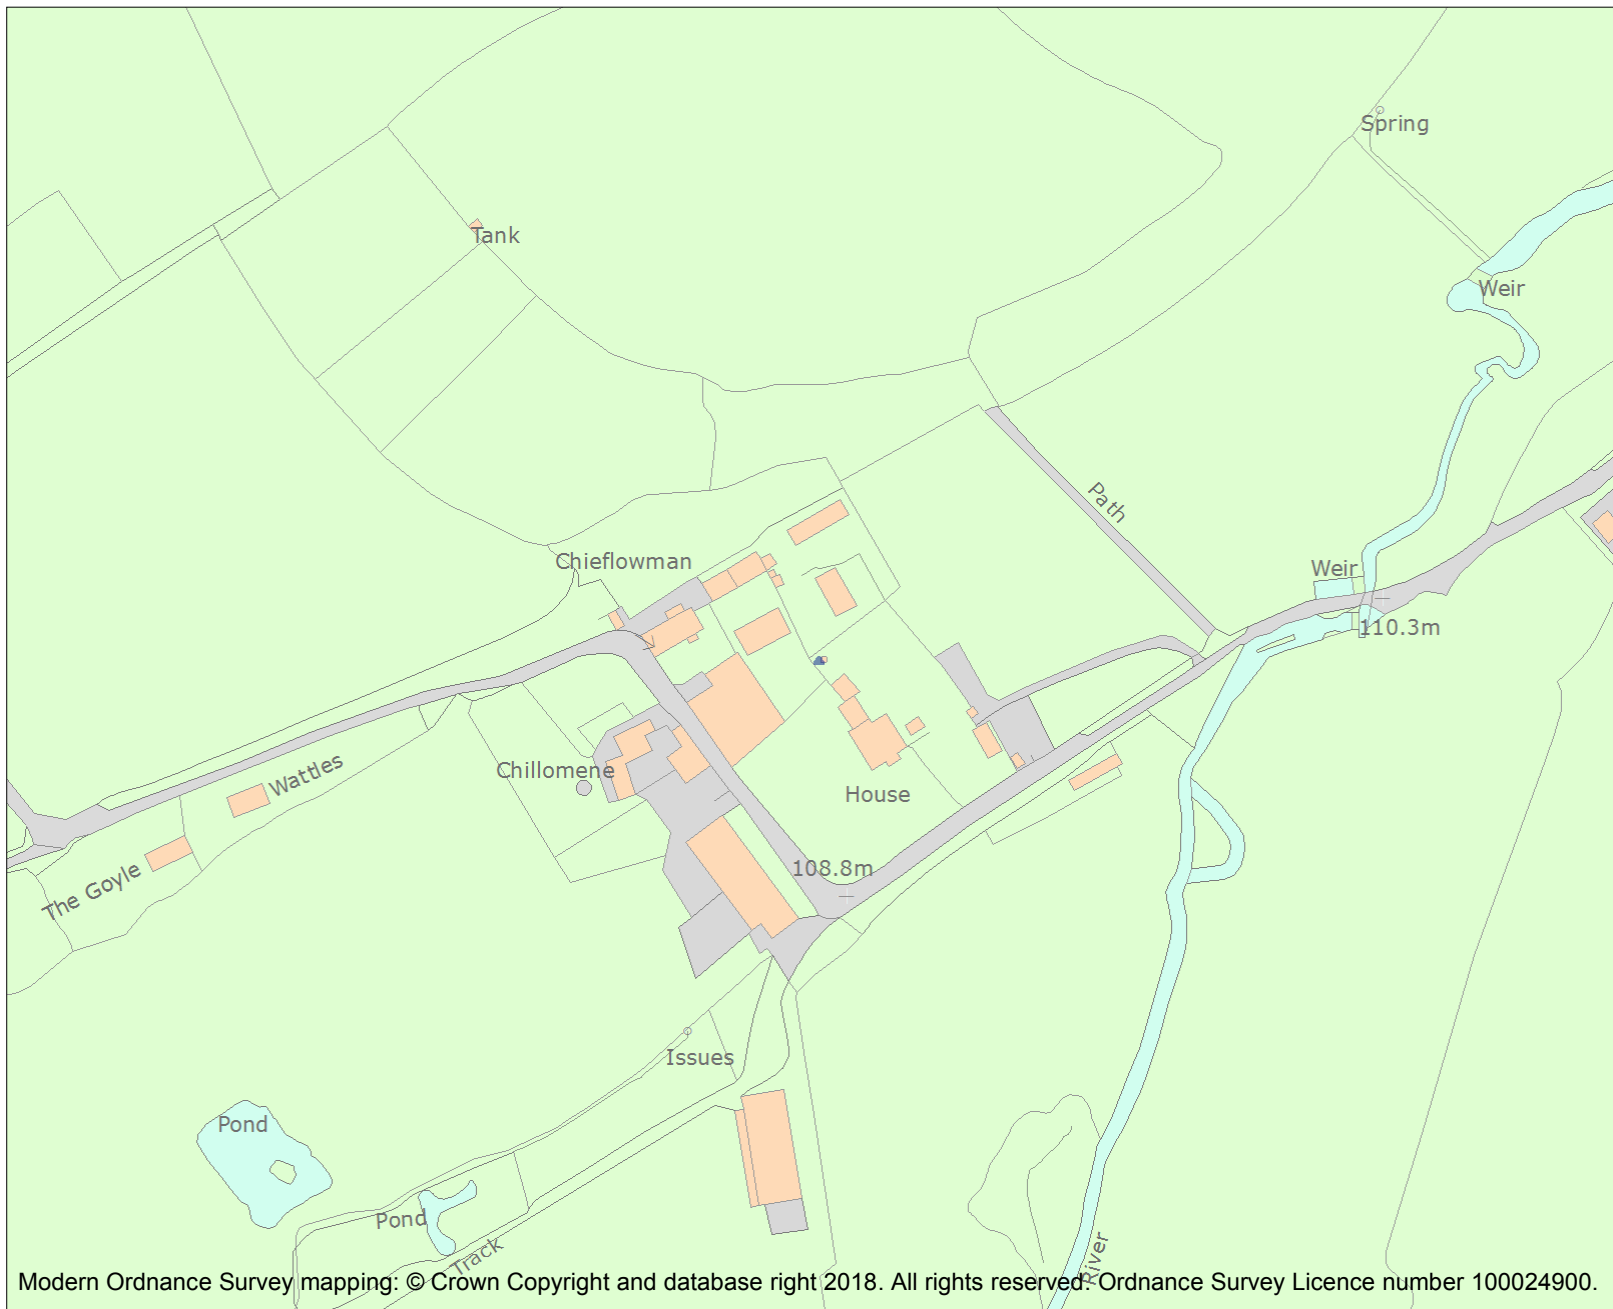 Spring
Tank
Weir
Path
Chieflowman
Weir
110.3m
Wattles
Chillomene
House
108.8m
The Goyle
Issues
Pond
Pond
Track
River
Modern Ordnance Survey mapping: © Crown Copyright and database right 2018. All rights reserved. Ordnance Survey Licence number 100024900.